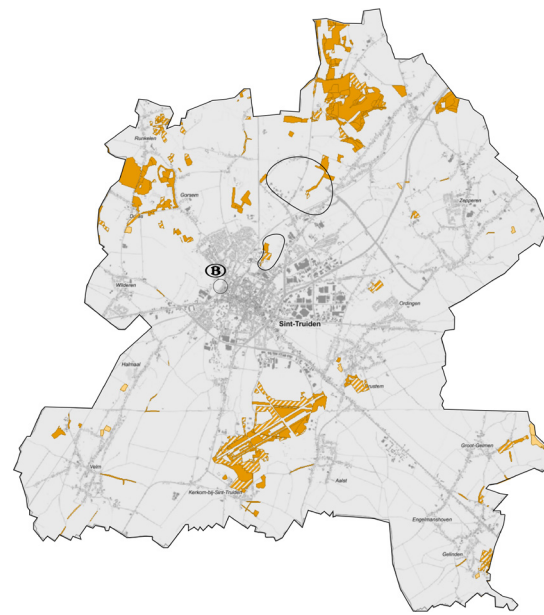 Runkelen
Gorsem
Duras
Zepperen
B
Wilderen
Ordingen
Sint-Truiden
Halmaal
Brustem
Groot-Gelmen
Velm
Aalst
Kerkom-bij-Sint-Truiden
Engelmanshoven
Gelinden